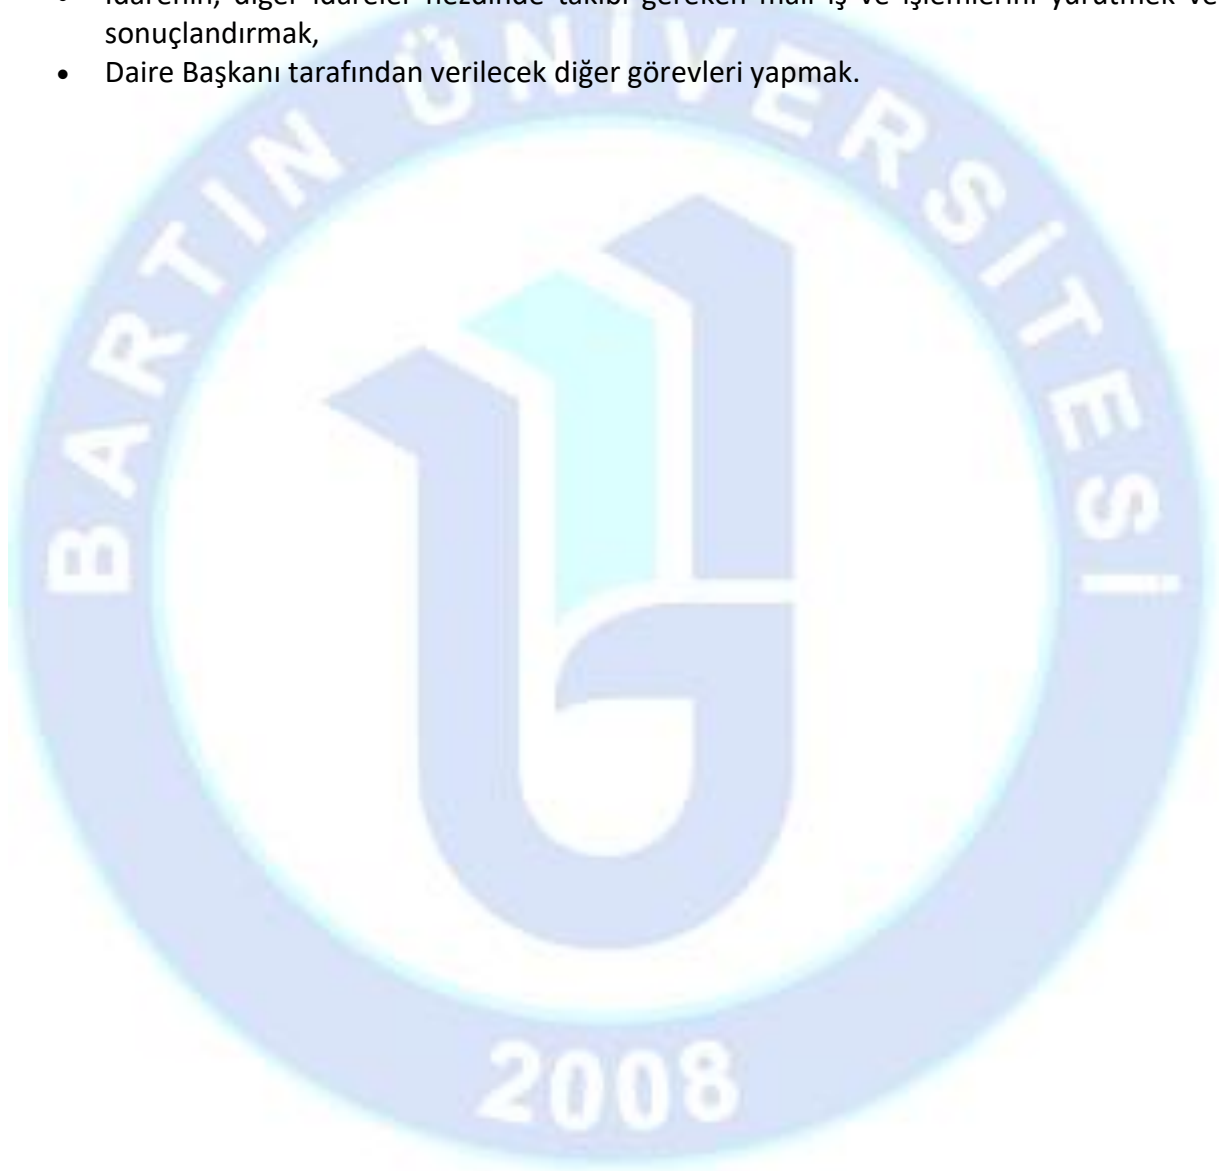 • İdarenin, diğer idareler nezdinde takibi gereken mali iş ve işlemlerini yürütmek ve
sonuçlandırmak,
• Daire Başkanı tarafından verilecek diğer görevleri yapmak.
BARTIN ÜNİVERSİTESİ
2008